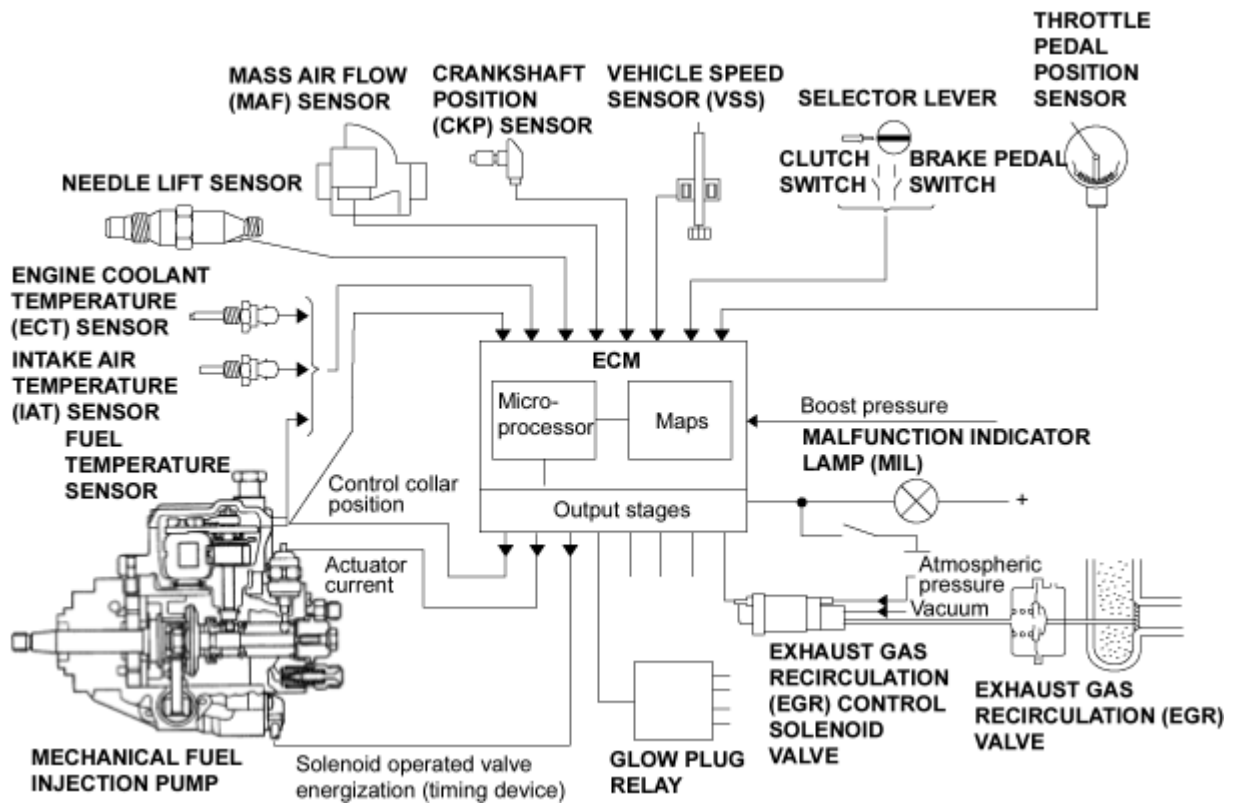 THROTTLE
PEDAL
POSITION
SENSOR
MASS AIR FLOW
(MAF) SENSOR
CRANKSHAFT
POSITION
(CKP) SENSOR
VEHICLE SPEED
SENSOR (VSS)
SELECTOR LEVER
CLUTCH
SWITCH
BRAKE PEDAL
SWITCH
NEEDLE LIFT SENSOR
ENGINE COOLANT
TEMPERATURE
(ECT) SENSOR
INTAKE AIR
TEMPERATURE
(IAT) SENSOR
FUEL
TEMPERATURE
SENSOR
ECM
Micro-
processor
Maps
Output stages
Boost pressure
MALFUNCTION INDICATOR
LAMP (MIL)
+
Control collar
position
Actuator
current
Atmospheric
pressure
Vacuum
EXHAUST GAS
RECIRCULATION
(EGR) CONTROL
SOLENOID
VALVE
EXHAUST GAS
RECIRCULATION (EGR)
VALVE
GLOW PLUG
RELAY
MECHANICAL FUEL
INJECTION PUMP
Solenoid operated valve
energization (timing device)